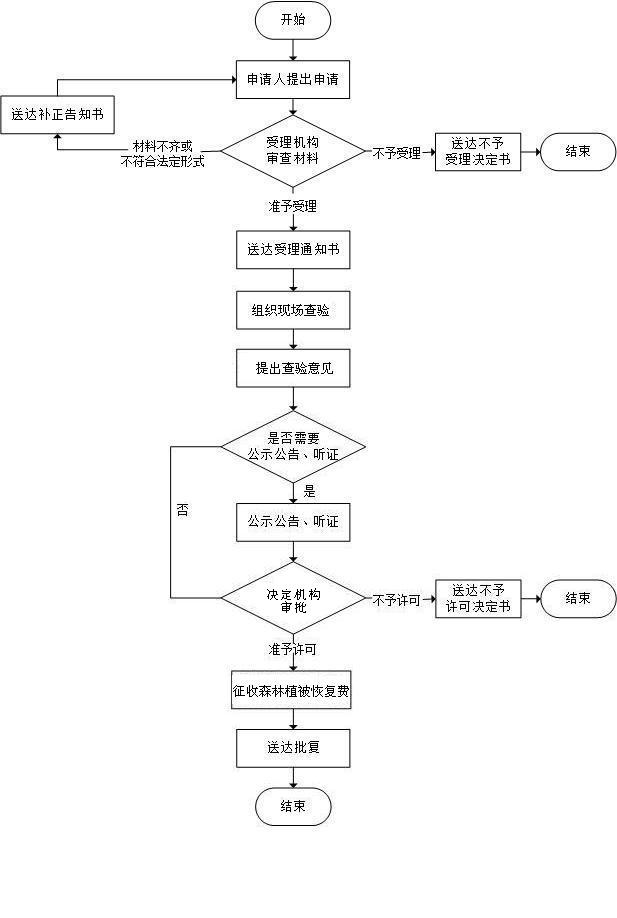 开始
申请人提出申请
送达补正告知书
受理机构
审查材料
材料不齐或
不符合法定形式
不予受理
送达不予
受理决定书
结束
准予受理
送达受理通知书
组织现场查验
提出查验意见
是否需要
公示公告、听证
是
否
公示公告、听证
决定机构
审批
不予许可
送达不予
许可决定书
结束
准予许可
征收森林植被恢复费
送达批复
结束